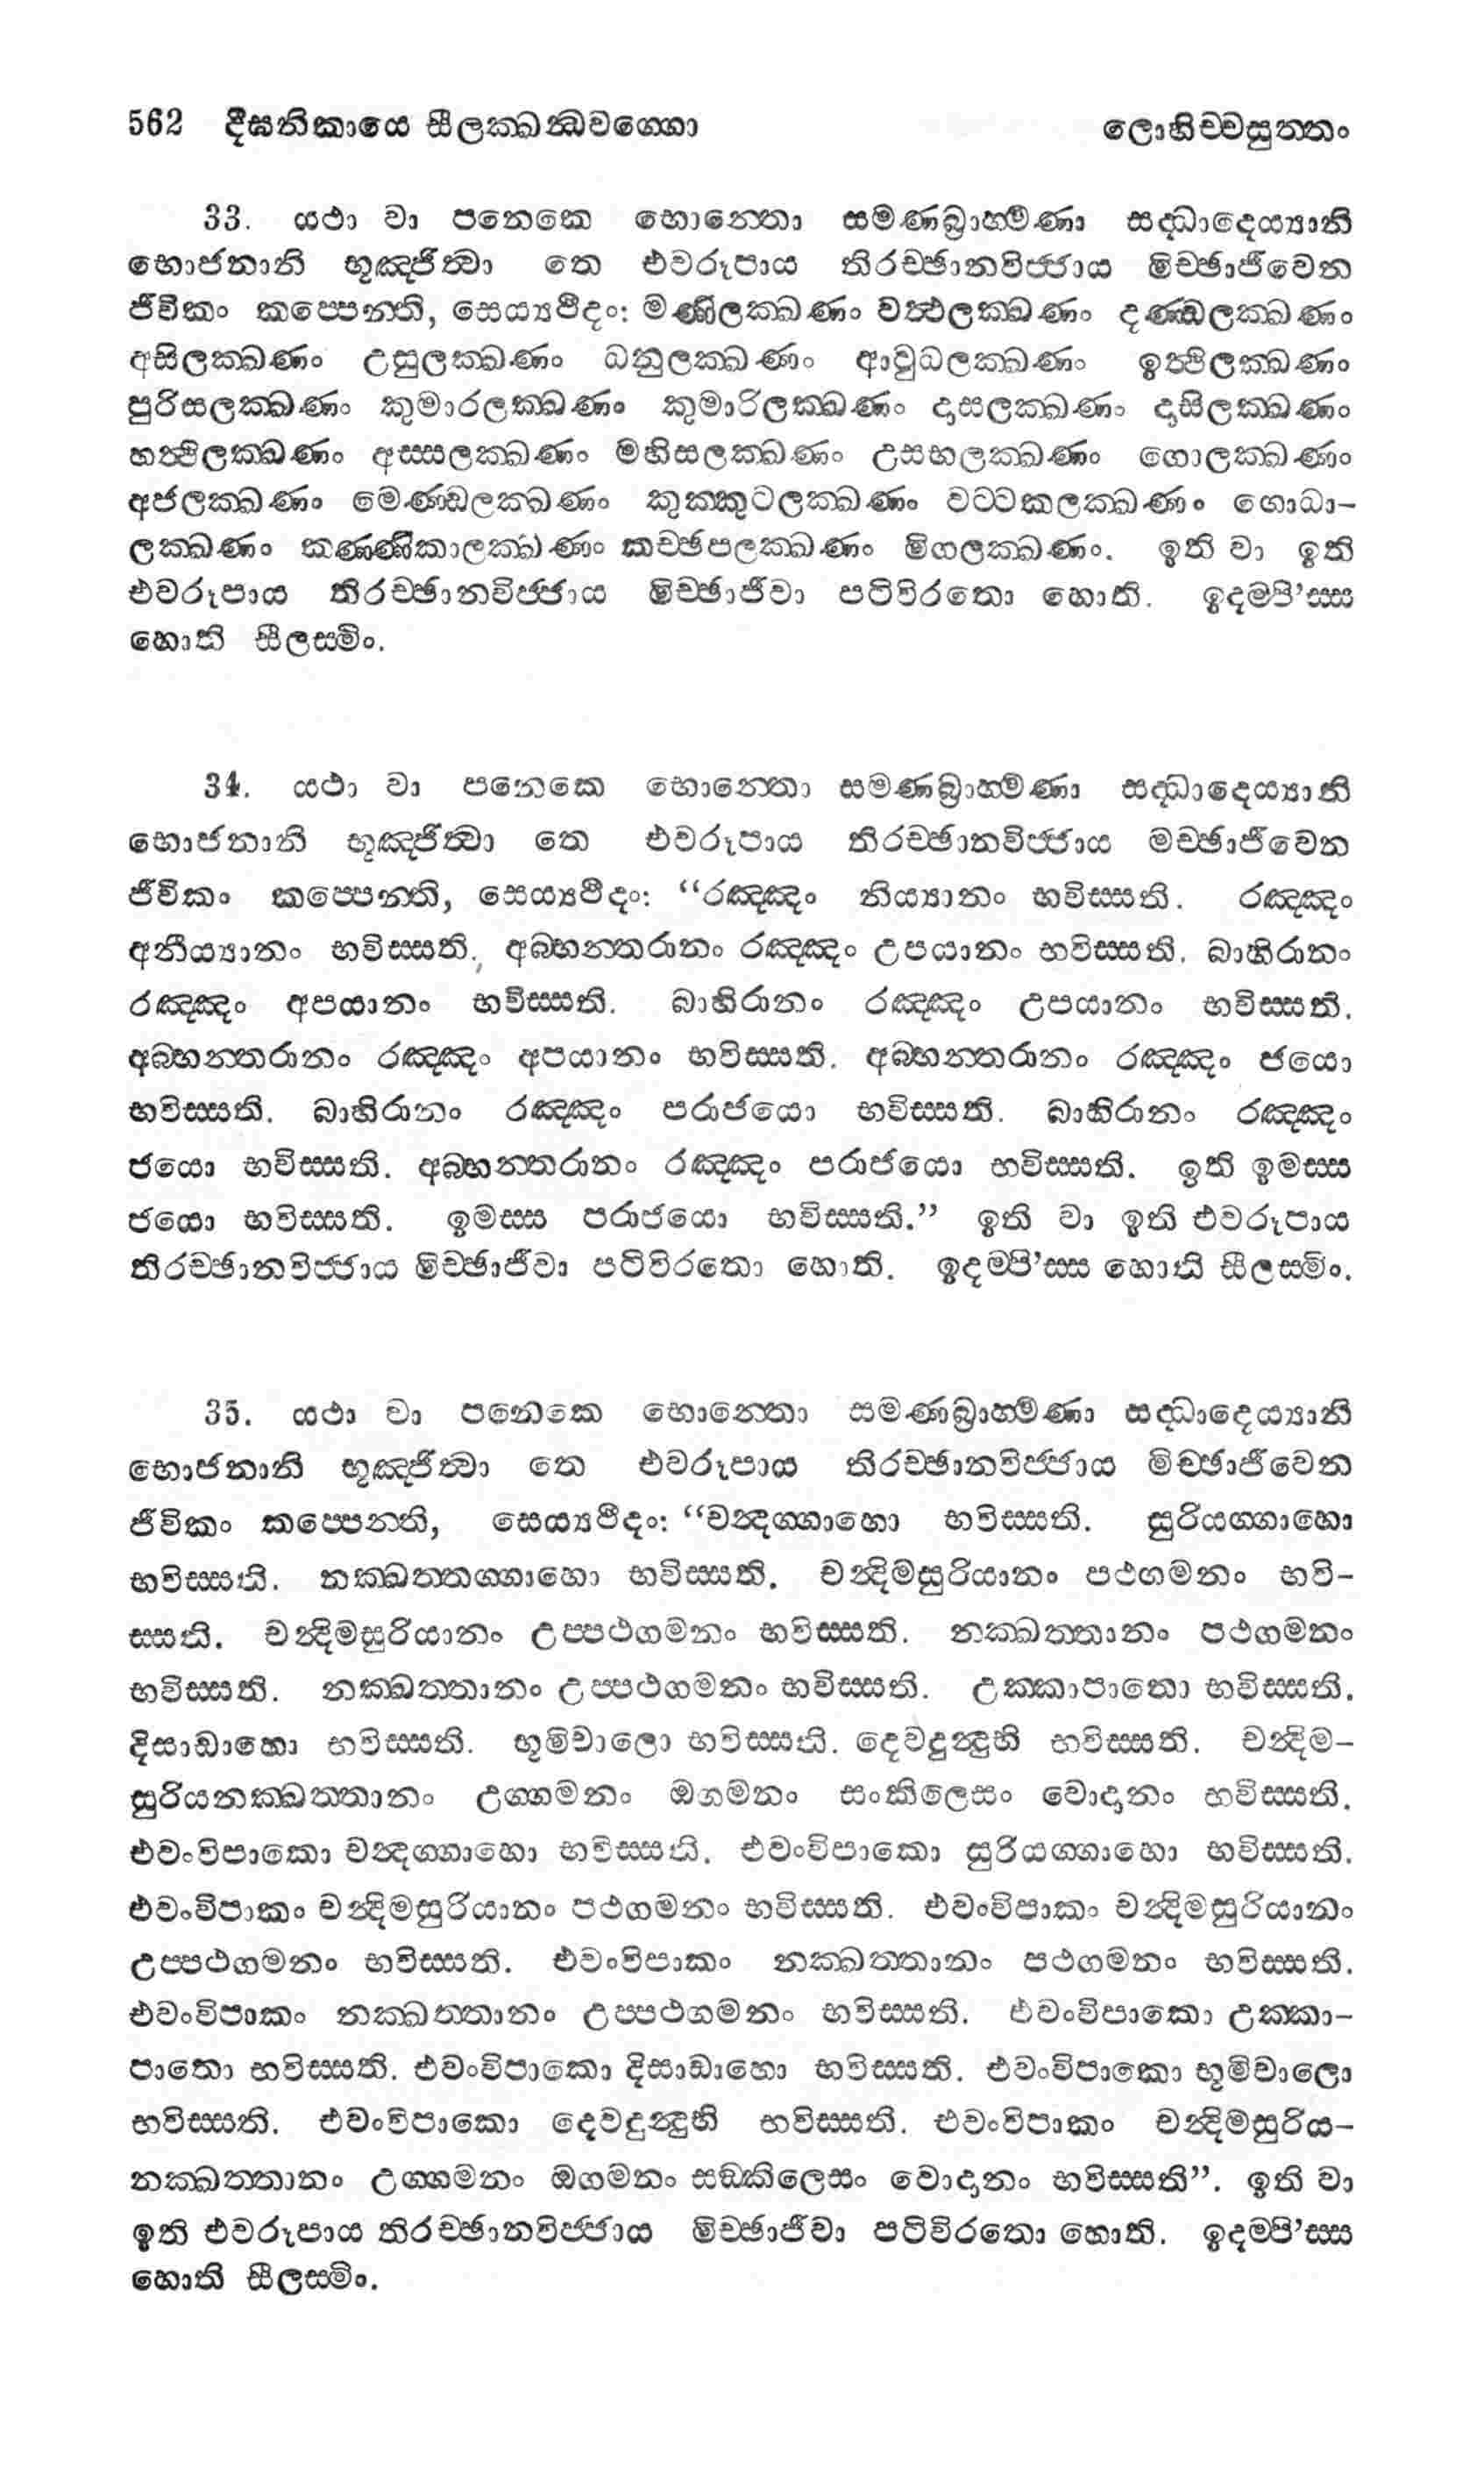 562 දීඝනිකායෙ සීලක්ඛන්ධවග්ගො ලොහිච්චසුත්තං
33. යථා වා පනෙකෙ භොන්තො සමණබ්‍රාහ්මණා සද්ධාදෙය්‍යානි
භොජනානි භුඤ්ජිත්‍වා තෙ එවරූපාය තිරච්ඡානවිජ්ජාය මිච්ඡාජීවෙන
ජීවිකං කප්පෙන්ති, සෙය්‍යථීදං: මණිලක්ඛණං වත්ථලක්ඛණං දණ්ඩලක්ඛණං
අසිලක්ඛණං උසුලක්ඛණං ධනුලක්ඛණං ආවුධලක්ඛණං ඉත්ථිලක්ඛණං
පුරිසලක්ඛණං කුමාරලක්ඛණං කුමාරිලක්ඛණං දාසලක්ඛණං දාසිලක්ඛණං
හත්ථිලක්ඛණං අස්සලක්ඛණං මහිසලක්ඛණං උසභලක්ඛණං ගොලක්ඛණං
අජලක්ඛණං මෙණ්ඩලක්ඛණං කුක්කුටලක්ඛණං වට්ටකලක්ඛණං ගොධා-
ලක්ඛණං කණ්ණිකාලක්ඛණං කච්ඡපලක්ඛණං මිගලක්ඛණං. ඉති වා ඉති
එවරූපාය තිරච්ඡානවිජ්ජාය මිච්ඡාජීවා පටිවිරතො හොති. ඉදම්පි’ස්ස
හොති සීලස්මිං.
34. යථා වා පනෙකෙ භොන්තො සමණබ්‍රාහ්මණා සද්ධාදෙය්‍යානි
භොජනානි භුඤ්ජිත්‍වා තෙ එවරූපාය තිරච්ඡානවිජ්ජාය මච්ඡාජීවෙන
ජීවිකං කප්පෙන්ති, සෙය්‍යථීදං: “රඤ්ඤං නිය්‍යානං භවිස්සති. රඤ්ඤං
අනීය්‍යානං භවිස්සති, අබ්භන්තරානං රඤ්ඤං උපයානං භවිස්සති. බාහිරානං
රඤ්ඤං අපයානං භවිස්සති. බාහිරානං රඤ්ඤං උපයානං භවිස්සති.
අබ්භන්තරානං රඤ්ඤං අපයානං භවිස්සති. අබ්භන්තරානං රඤ්ඤං ජයො
භවිස්සති. බාහිරානං රඤ්ඤං පරාජයො භවිස්සති. බාහිරානං රඤ්ඤං
ජයො භවිස්සති. අබ්භන්තරානං රඤ්ඤං පරාජයො භවිස්සති. ඉති ඉමස්ස
ජයො භවිස්සති. ඉමස්ස පරාජයො භවිස්සති.” ඉති වා ඉති එවරූපාය
තිරච්ඡානවිජ්ජාය මිච්ඡාජීවා පටිවිරතො හොති. ඉදම්පි’ස්ස හොති සීලස්මිං.
35. යථා වා පනෙකෙ භොන්තො සමණබ්‍රාහ්මණා සද්ධාදෙය්‍යානි
භොජනානි භුඤ්ජිත්‍වා තෙ එවරූපාය තිරච්ඡානවිජ්ජාය මිච්ඡාජීවෙන
ජීවිකං කප්පෙනති, සෙය්‍යථීදං: “චන්දග්ගාහො භවිස්සති. සුරියග්ගාහො
භවිස්සති. නක්ඛත්තග්ගාහො භවිස්සති. චන්දිමසුරියානං පථගමනං භවි-
ස්සති. චන්දිමසුරියානං උප්පථගමනං භවිස්සති. නක්ඛත්තානං පථගමනං
භවිස්සති. නක්ඛත්තානං උප්පථගමනං භවිස්සති. උක්කාපාතො භවිස්සති.
දිසාඩාහො භවිස්සති. භූමිචාලො භවිස්සති. දෙවදුන්දුභි භවිස්සති. චන්දිම-
සුරියනක්ඛත්තානං උග්ගමනං ඔගමනං සංකිලෙසං වොදානං භවිස්සති.
එවංවිපාකො චන්දග්ගාහො භවිස්සති. එවංවිපාකො සුරියග්ගාහො භවිස්සති.
එවංවිපාකං චන්දිමසුරියානං පථගමනං භවිස්සති. එවංවිපාකං චන්දිමසුරියානං
උප්පථගමනං භවිස්සති. එවංවිපාකං නක්ඛත්තානං පථගමනං භවිස්සති.
එවංවිපාකං නක්ඛත්තානං උප්පථගමනං භවිස්සති. එවංවිපාකො උක්කා-
පාතො භවිස්සති. එවංවිපාකො දිසාඩාහො භවිස්සති. එවංවිපාකො භූමිචාලො
භවිස්සති. එවංවිපාකො දෙවදුන්දුභි භවිස්සති. එවංවිපාකං චන්දිමසුරිය-
නක්ඛත්තානං උග්ගමනං ඔගමනං සඞ්කිලෙසං වොදානං භවිස්සති”. ඉති වා
ඉති එවරූපාය තිරච්ඡානවිජ්ජාය මිච්ඡාජීවා පටිවිරතො හොති. ඉදම්පි’ස්ස
හොති සීලස්මිං.